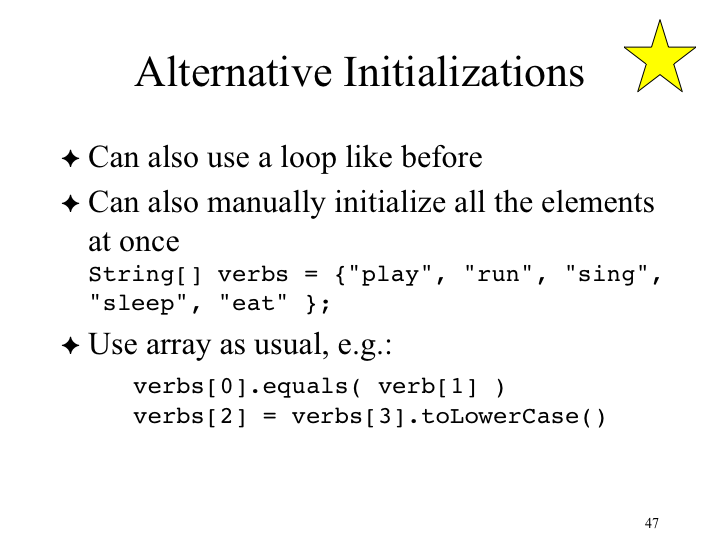 Alternative Initializations
Can also use a loop like before
Can also manually initialize all the elements
at once
String[] verbs = {"play", "run", "sing",
"sleep", "eat" };
Use array as usual, e.g.:
verbs[0].equals( verb[1] )
verbs[2] = verbs[3].toLowerCase()
47